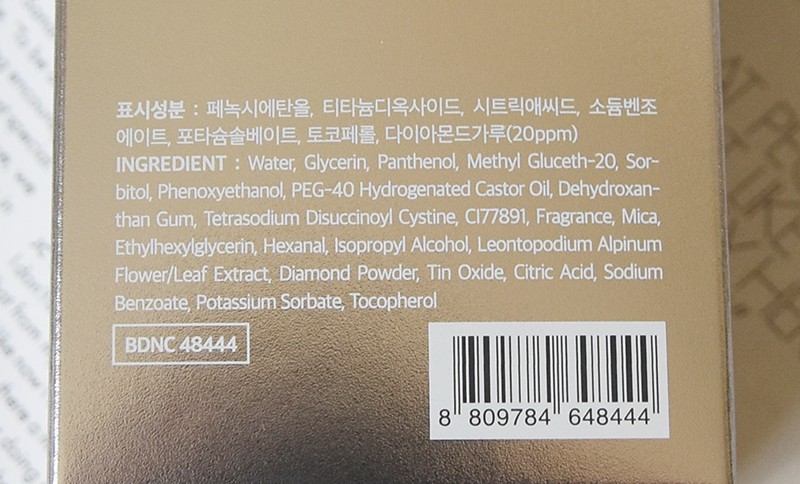 표시성분 : 페녹시에탄올, 티타늄디옥사이드, 시트릭애씨드, 소듐벤조
에이트, 포타슘솔베이트, 토코페롤, 다이아몬드가루(20ppm)
INGREDIENT : Water, Glycerin, Panthenol, Methyl Gluceth-20, Sor-
bitol, Phenoxyethanol, PEG-40 Hydrogenated Castor Oil, Dehydroxan-
than Gum, Tetrasodium Disuccinoyl Cystine, CI77891, Fragrance, Mica,
Ethylhexylglycerin, Hexanal, Isopropyl Alcohol, Leontopodium Alpinum
Flower/Leaf Extract, Diamond Powder, Tin Oxide, Citric Acid, Sodium
Benzoate, Potassium Sorbate, Tocopherol
BDNC 48444
8 809784 648444